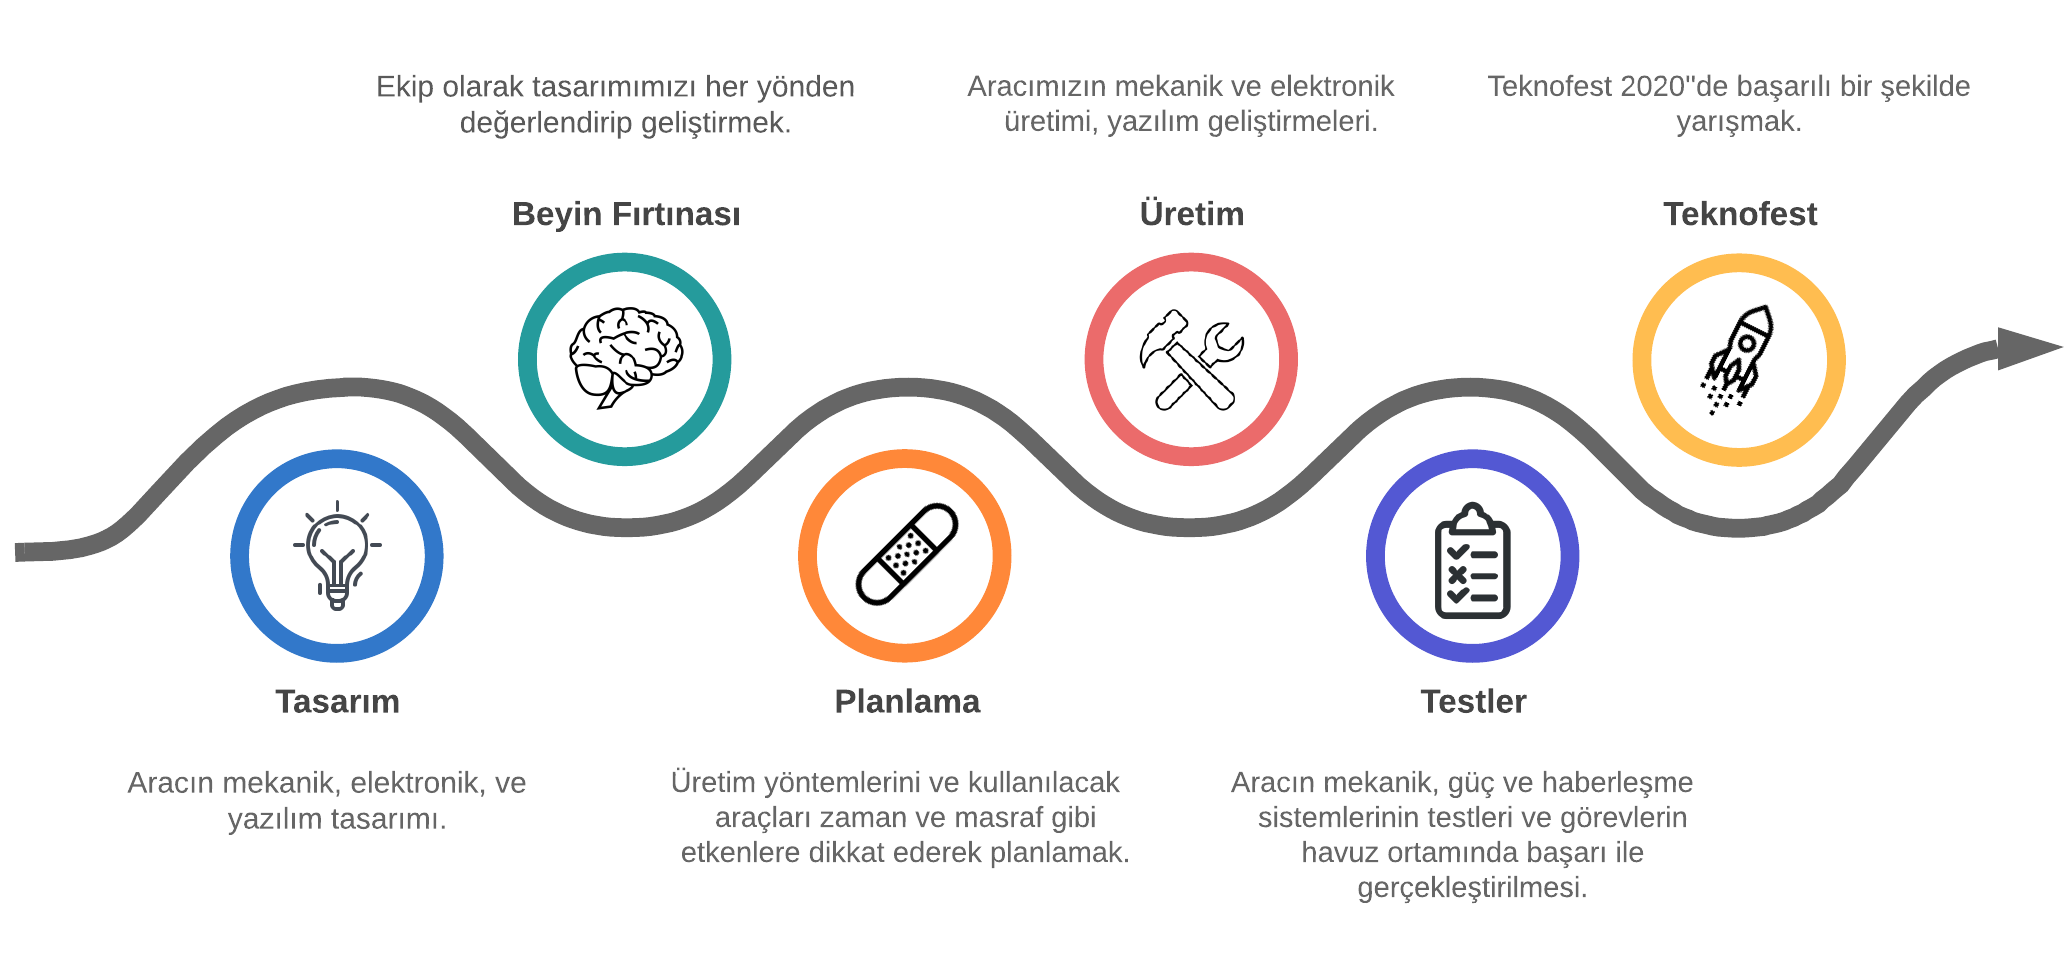 Ekip olarak tasarımımızı her yönden
değerlendirip geliştirmek.
Beyin Fırtınası
Aracımızın mekanik ve elektronik
üretimi, yazılım geliştirmeleri.
Üretim
Teknofest 2020"de başarılı bir şekilde
yarışmak.
Teknofest
Tasarım
Aracın mekanik, elektronik, ve
yazılım tasarımı.
Planlama
Üretim yöntemlerini ve kullanılacak
araçları zaman ve masraf gibi
etkenlere dikkat ederek planlamak.
Testler
Aracın mekanik, güç ve haberleşme
sistemlerinin testleri ve görevlerin
havuz ortamında başarı ile
gerçekleştirilmesi.